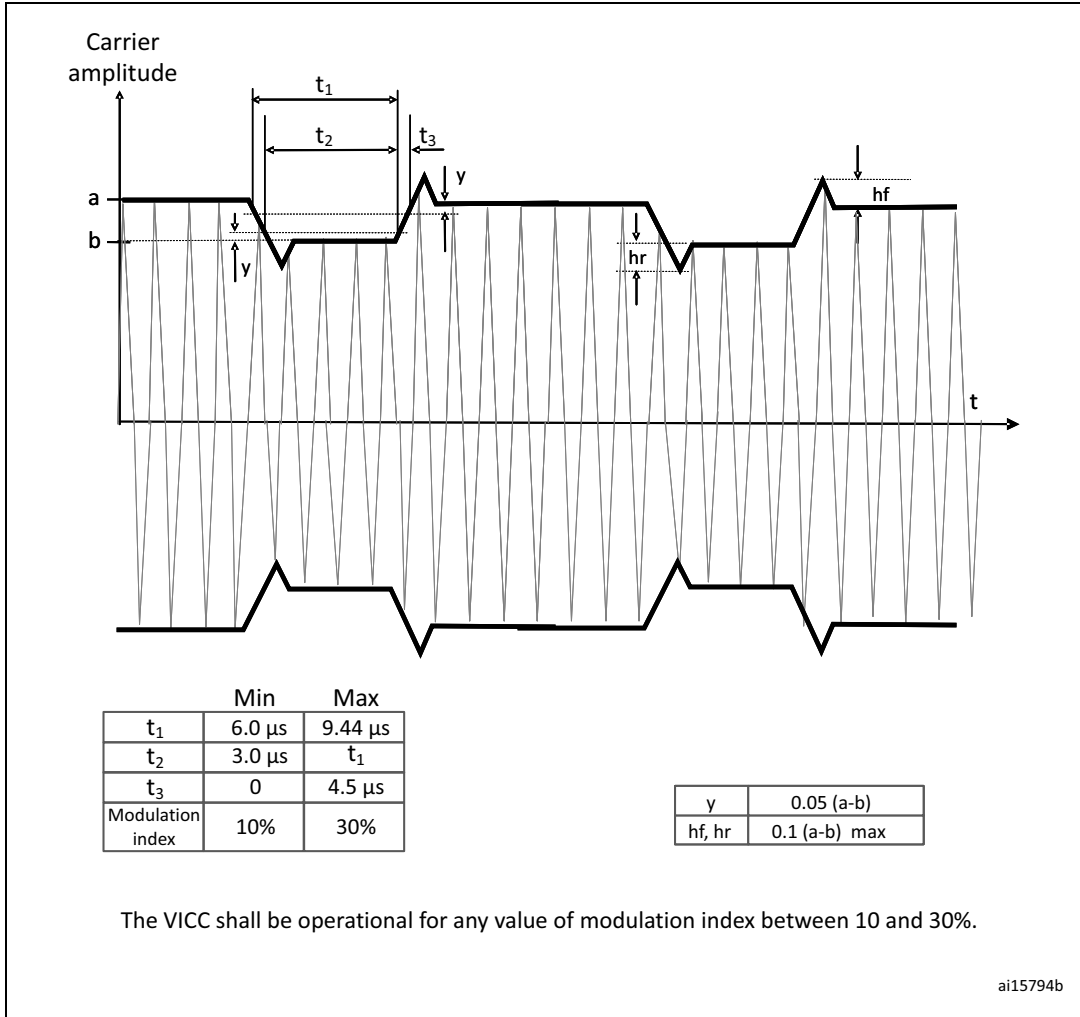 Carrier
amplitude
t1
t2
t3
y
a
b
y
hr
hf
t
Min Max
t1 6.0 µs 9.44 µs
t2 3.0 µs t1
t3 0 4.5 µs
Modulation
index 10% 30%
y 0.05 (a-b)
hf, hr 0.1 (a-b) max
The VICC shall be operational for any value of modulation index between 10 and 30%.
ai15794b